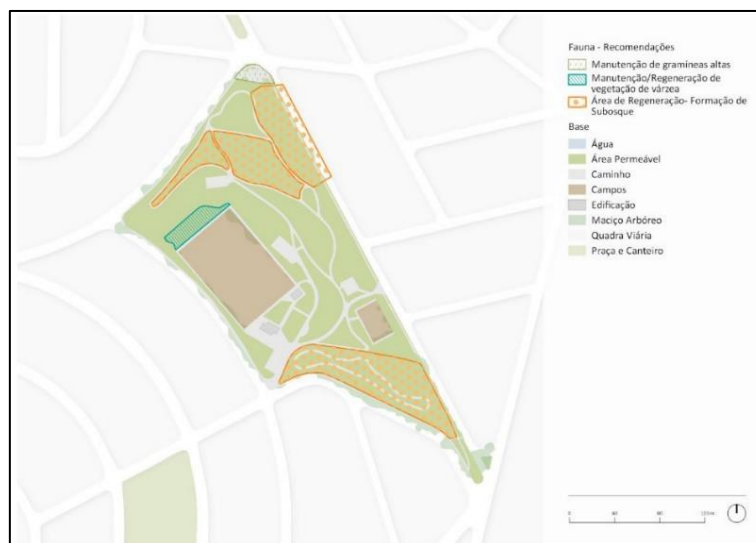 Fauna - Recomendações
Manutenção de gramíneas altas
Manutenção/Regeneração de
vegetação de várzea
Área de Regeneração- Formação de
Subosque
Base
Água
Área Permeável
Caminho
Campos
Edificação
Maciço Arbóreo
Quadra Viária
Praça e Canteiro
0